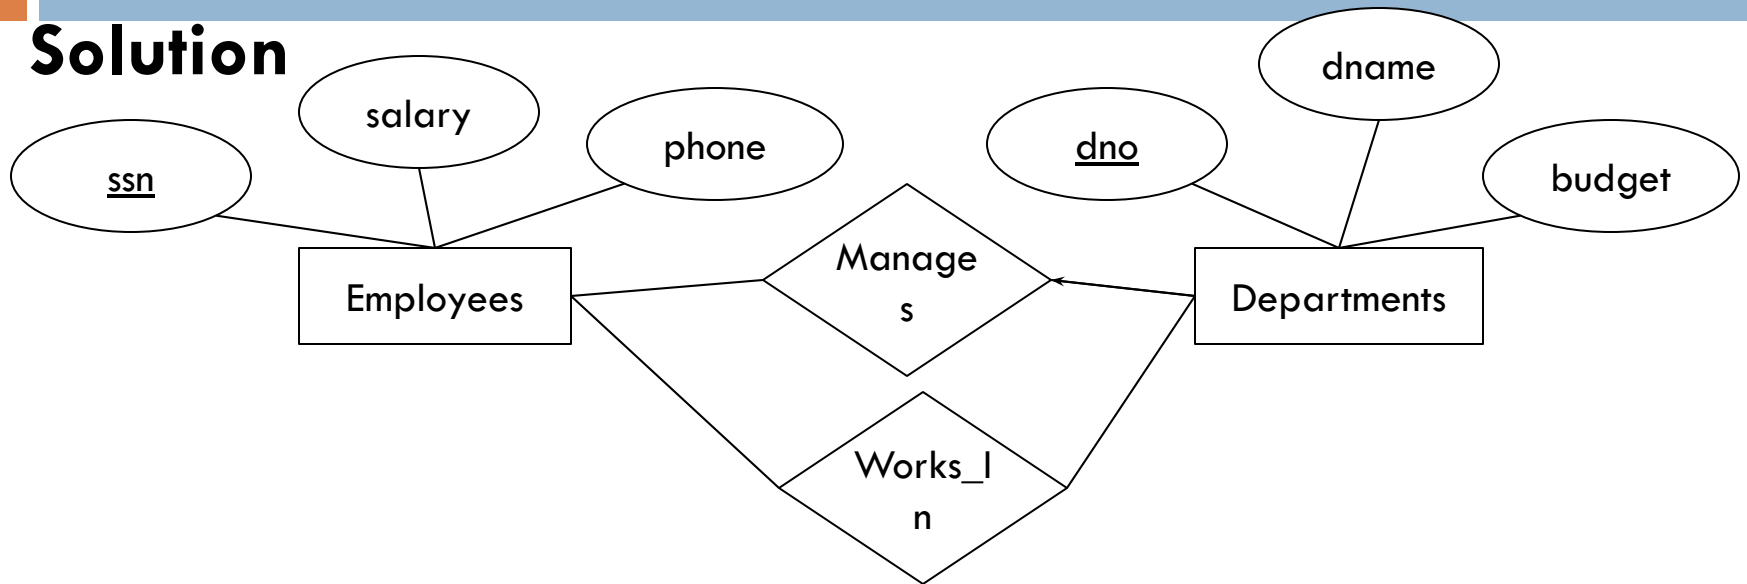 Solution
dname
salary
phone
dno
ssn
budget
Manage
s
Employees
Departments
Works_I
n